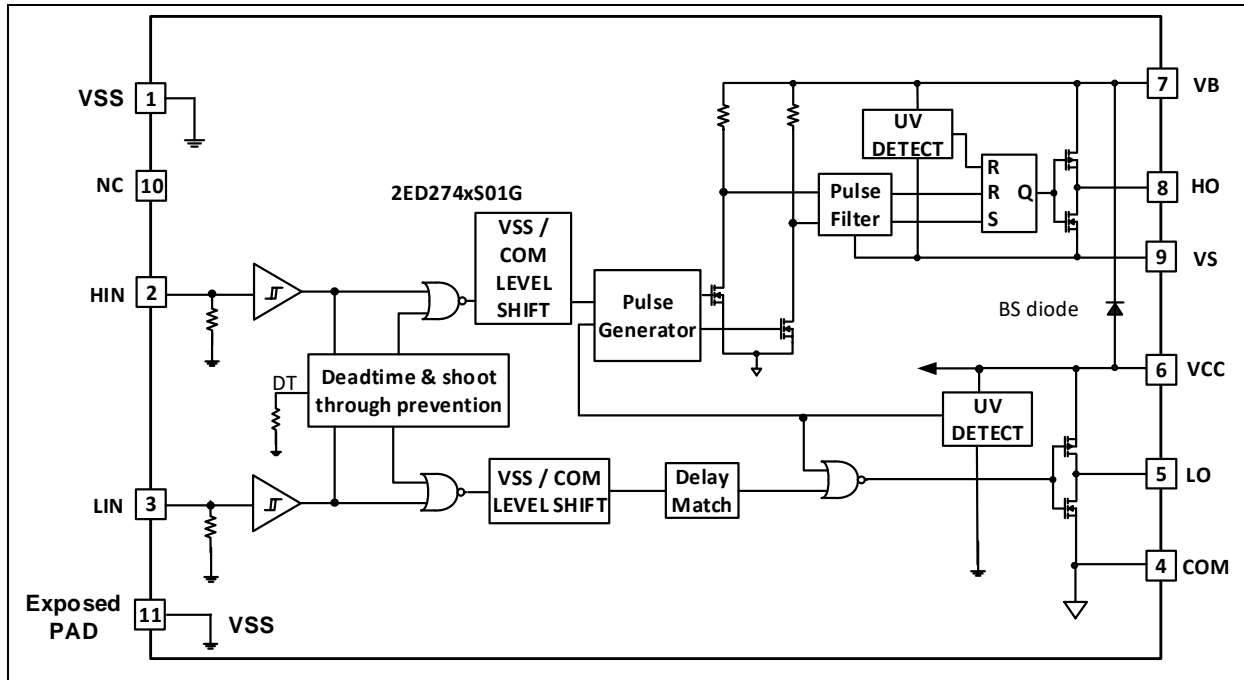 VSS
1
NC
10
HIN
2
LIN
3
Exposed
PAD
11
VSS
2ED274xS01G
VSS /
COM
LEVEL
SHIFT
Deadtime & shoot
through prevention
DT
VSS / COM
LEVEL SHIFT
Pulse
Generator
Delay
Match
UV
DETECT
Pulse
Filter
R
R
S
Q
BS diode
UV
DETECT
7
VB
8
HO
9
VS
6
VCC
5
LO
4
COM